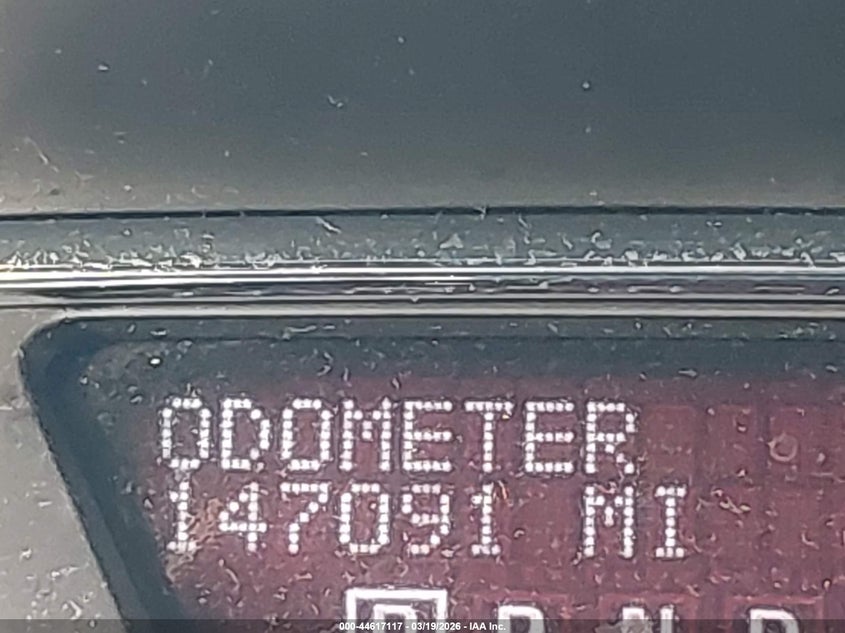 ODOMETER
147091 MI
P R N D
000-44617117 - 03/19/2026 - IAA Inc.